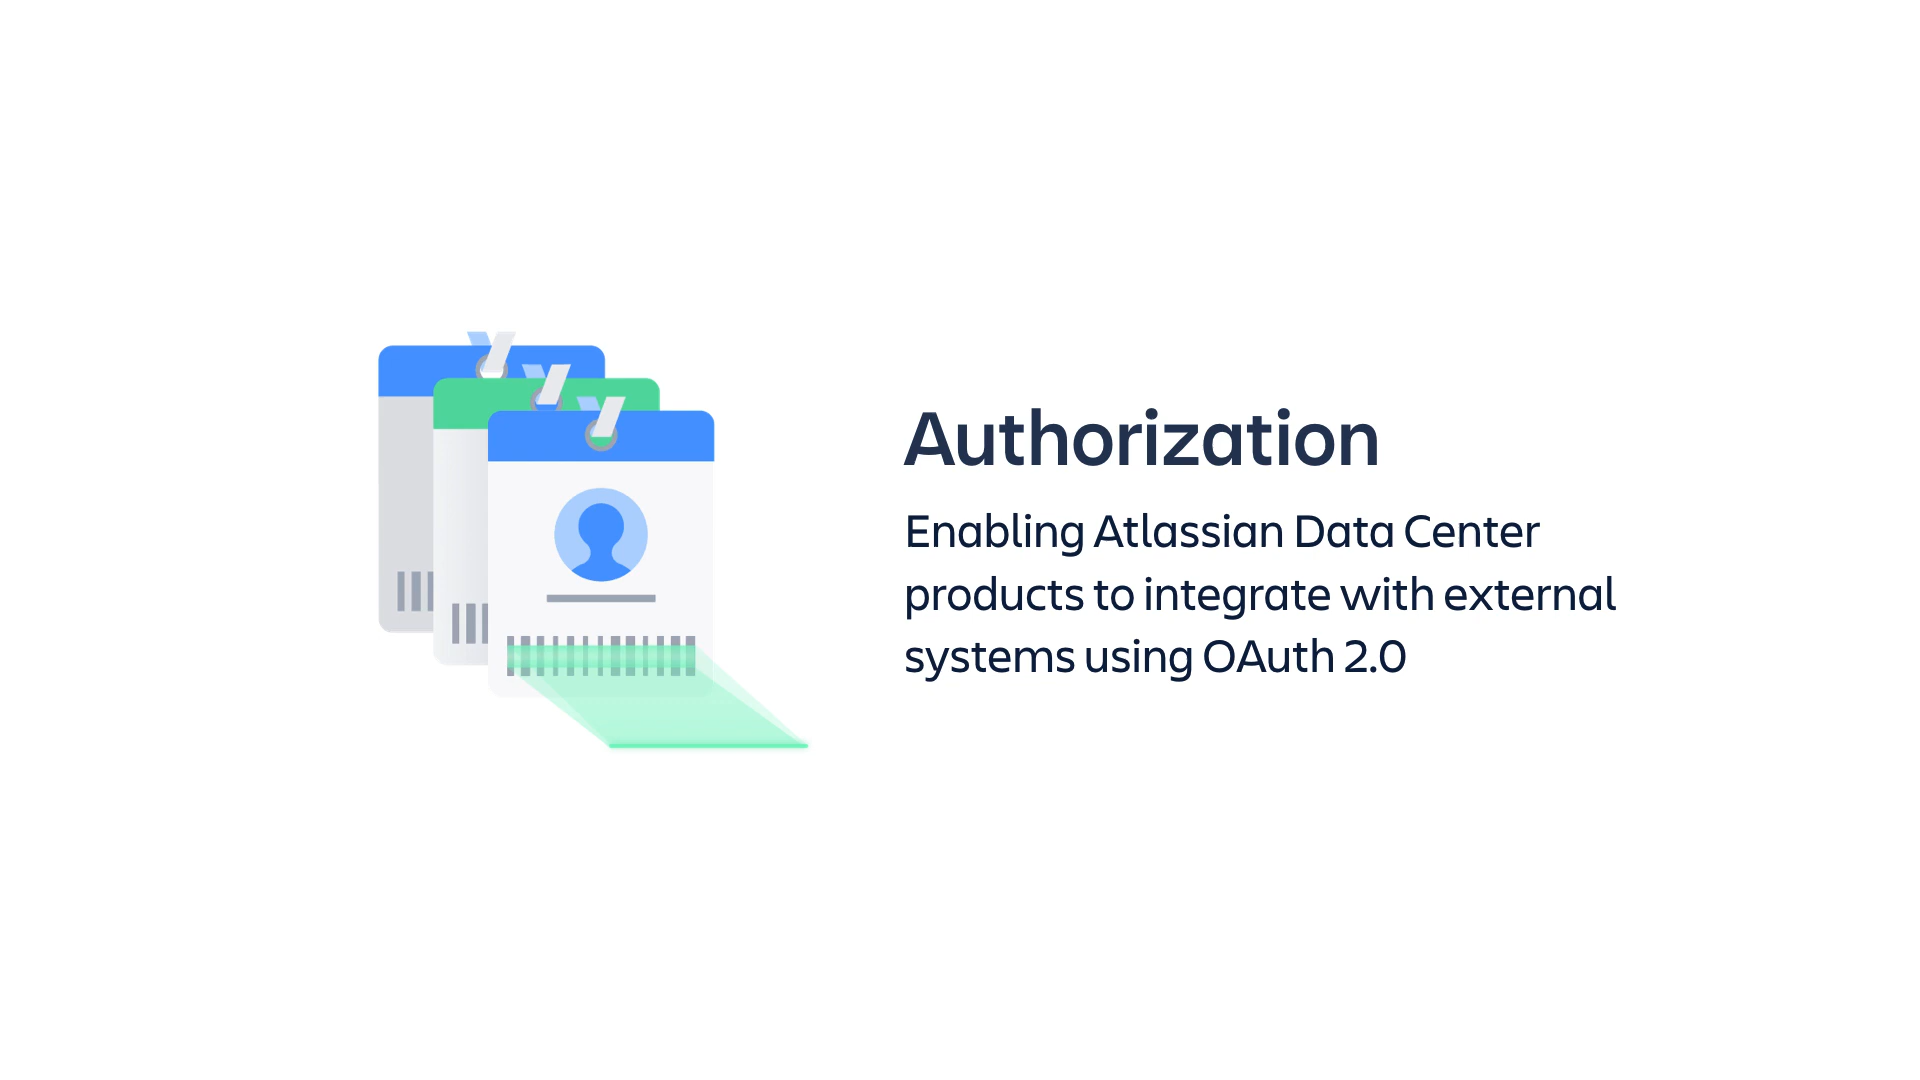 Authorization
Enabling Atlassian Data Center
products to integrate with external
systems using OAuth 2.0